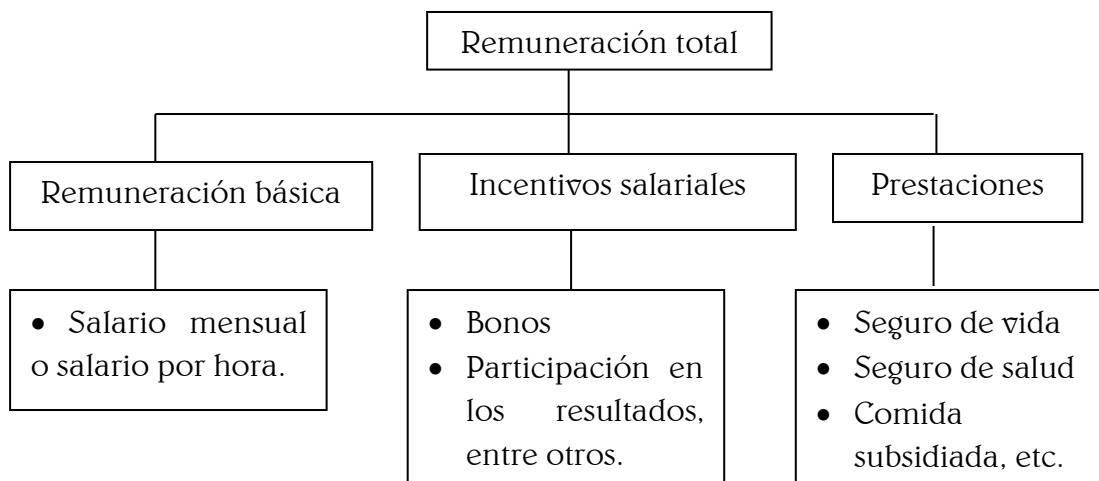 Remuneración total
Remuneración básica
Incentivos salariales
Prestaciones
• Salario mensual
o salario por hora.
• Bonos
• Participación en
los resultados,
entre otros.
• Seguro de vida
• Seguro de salud
• Comida
subsidiada, etc.